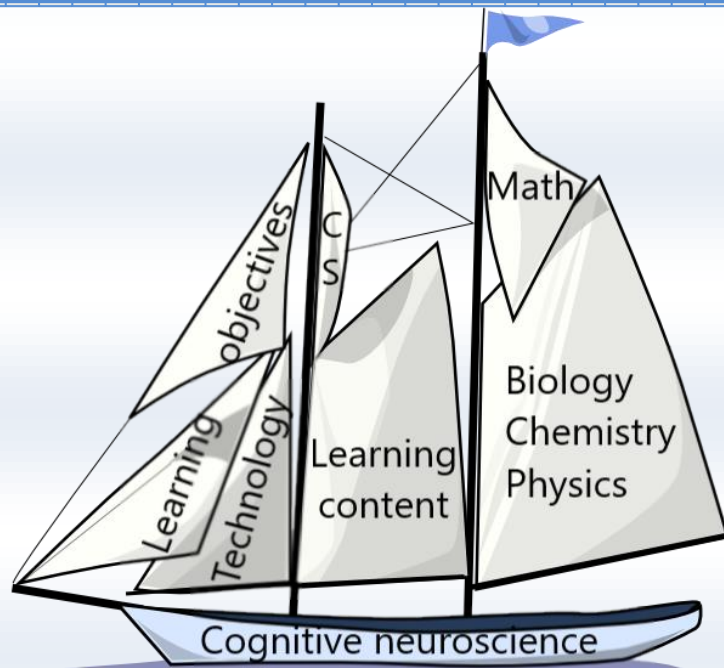 objectives
C
S
Math
Learning
Technology
Learning
content
Biology
Chemistry
Physics
Cognitive neuroscience